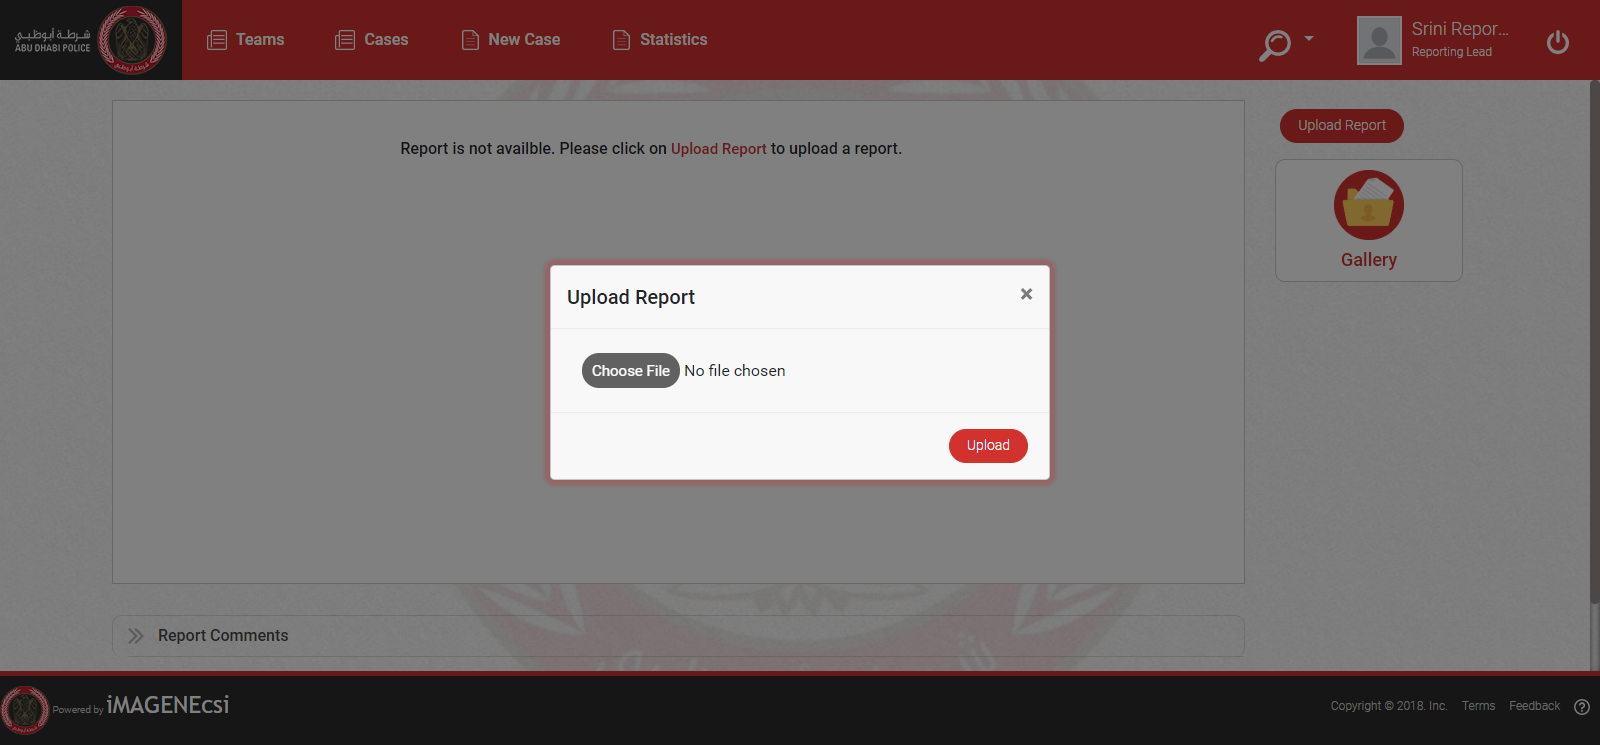 شرطة أبوظبي
ABU DHABI POLICE
Teams
Cases
New Case
Statistics
Srini Repor...
Reporting Lead
Report is not availble. Please click on Upload Report to upload a report.
Upload Report
Gallery
Upload Report
×
Choose File No file chosen
Upload
Report Comments
Powered by iMAGENEcsi
Copyright © 2018. Inc. Terms Feedback ?